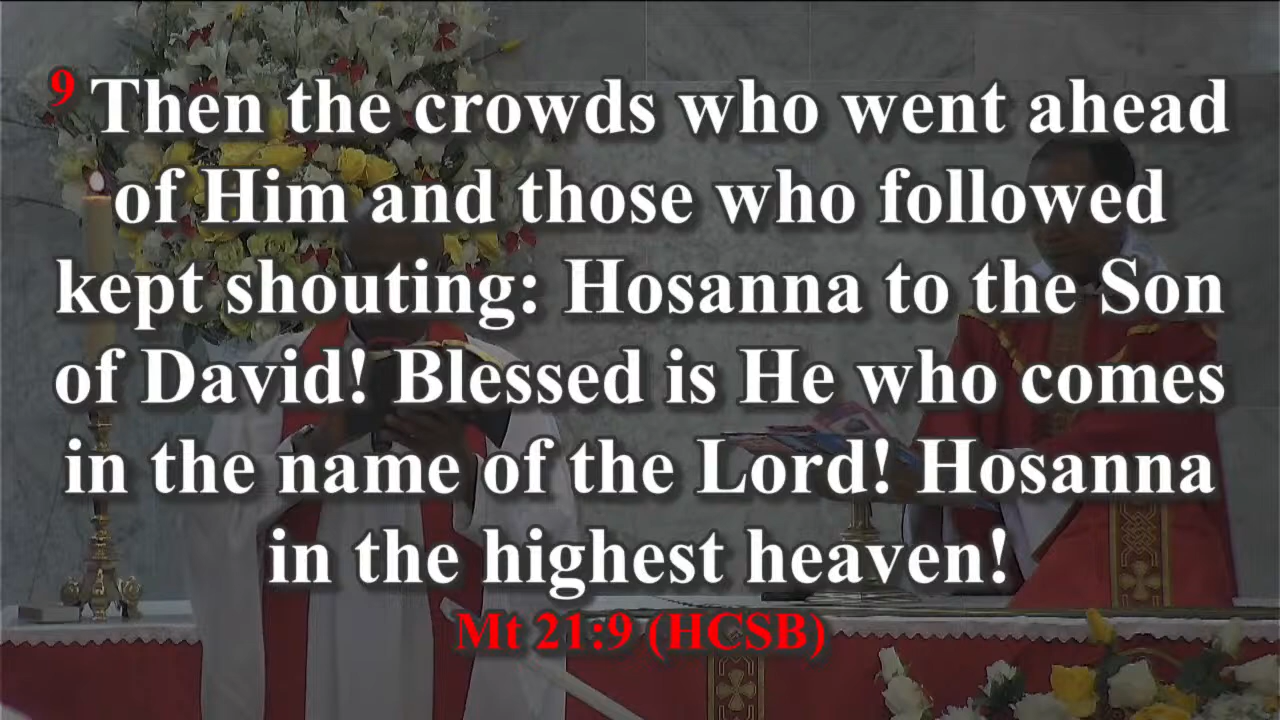 9 Then the crowds who went ahead
of Him and those who followed
kept shouting: Hosanna to the Son
of David! Blessed is He who comes
in the name of the Lord! Hosanna
in the highest heaven!
Mt 21:9 (HCSB)